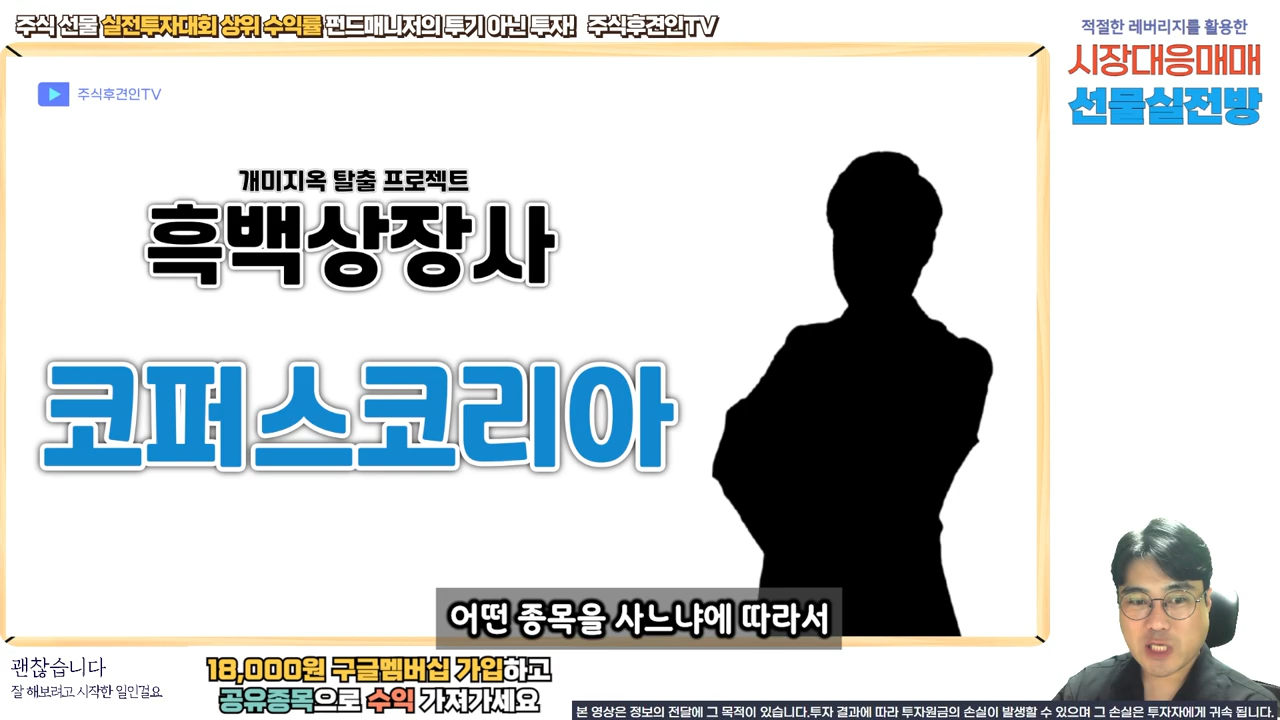 주식 선물 실전투자대회 상위 수익률 펀드매니저의 투기 아닌 투자! 주식후견인TV
적절한 레버리지를 활용한
시장대응매매
선물실전방
주식후견인TV
개미지옥 탈출 프로젝트
흑백상장사
코퍼스코리아
어떤 종목을 사느냐에 따라서
괜찮습니다
잘 해보려고 시작한 일인걸요
18,000원 구글멤버십 가입하고
공유종목으로 수익 가져가세요
본 영상은 정보의 전달에 그 목적이 있습니다.투자 결과에 따라 투자원금의 손실이 발생할 수 있으며 그 손실은 투자자에게 귀속 됩니다.